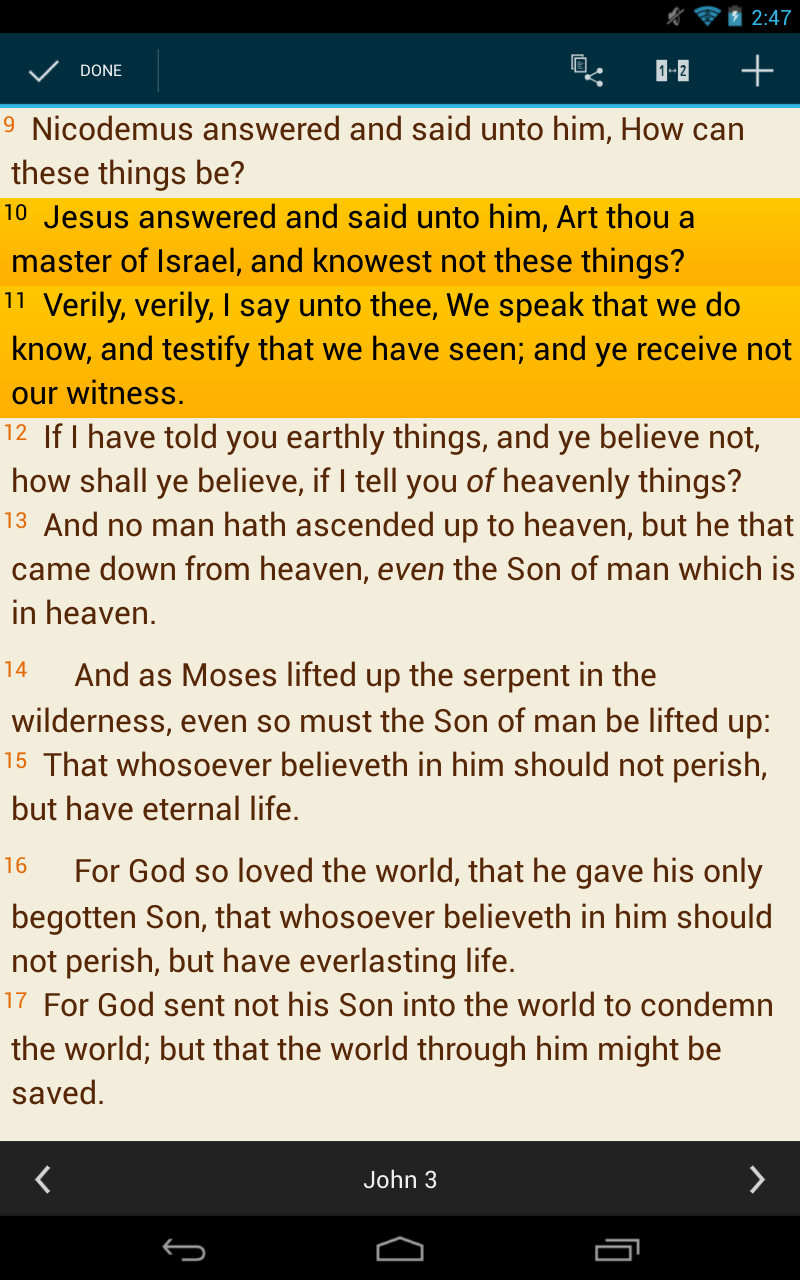 2:47
DONE
1↔2
9 Nicodemus answered and said unto him, How can
these things be?
10 Jesus answered and said unto him, Art thou a
master of Israel, and knowest not these things?
11 Verily, verily, I say unto thee, We speak that we do
know, and testify that we have seen; and ye receive not
our witness.
12 If I have told you earthly things, and ye believe not,
how shall ye believe, if I tell you of heavenly things?
13 And no man hath ascended up to heaven, but he that
came down from heaven, even the Son of man which is
in heaven.
14 And as Moses lifted up the serpent in the
wilderness, even so must the Son of man be lifted up:
15 That whosoever believeth in him should not perish,
but have eternal life.
16 For God so loved the world, that he gave his only
begotten Son, that whosoever believeth in him should
not perish, but have everlasting life.
17 For God sent not his Son into the world to condemn
the world; but that the world through him might be
saved.
John 3